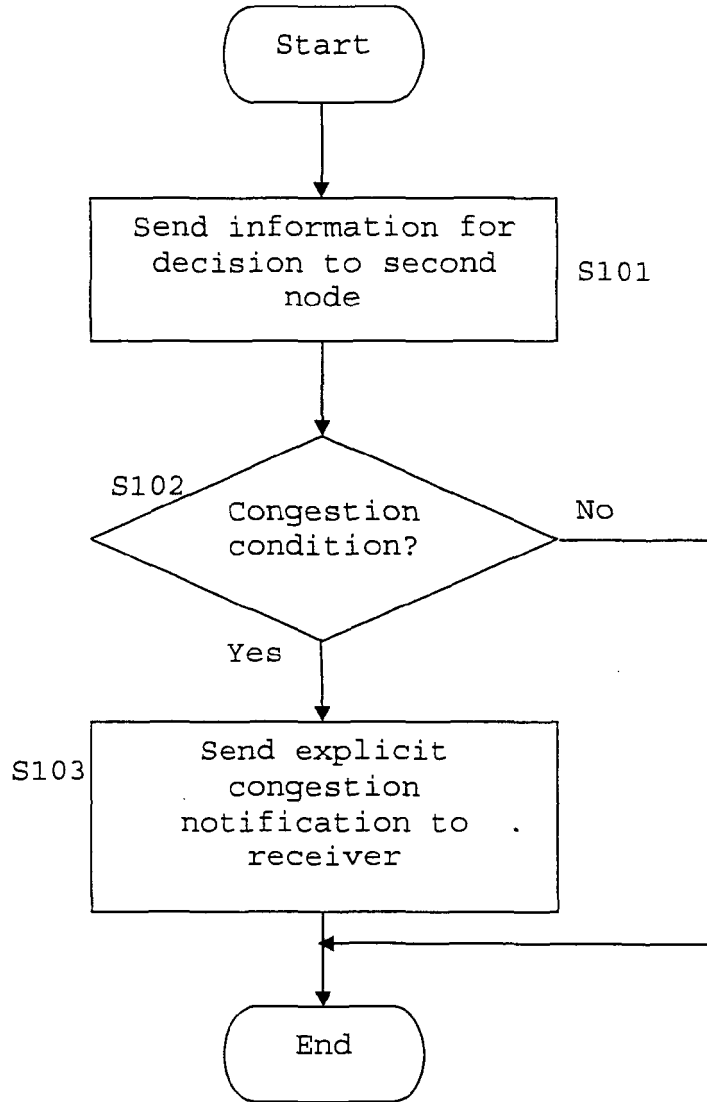 Start
Send information for
decision to second
node
S101
S102
Congestion
condition?
No
Yes
S103
Send explicit
congestion
notification to
receiver
End